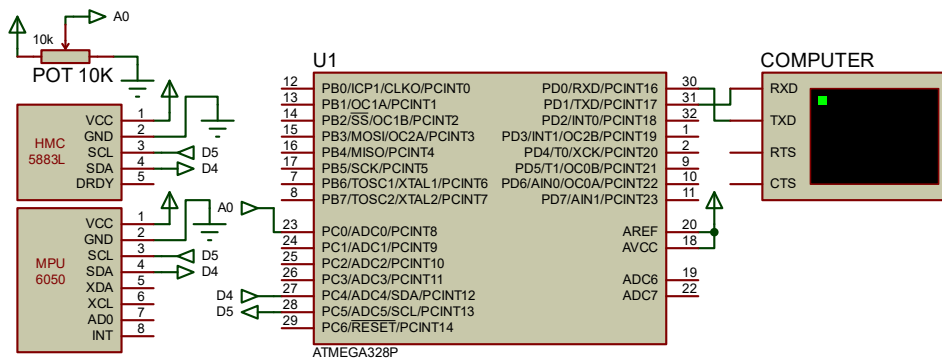 A0
10k
POT 10K
HMC
5883L
VCC 1
GND 2
SCL 3 D5
SDA 4 D4
DRDY 5
MPU
6050
VCC 1
GND 2
SCL 3 D5
SDA 4 D4
XDA 5
XCL 6
AD0 7
INT 8
U1
12 PB0/ICP1/CLKO/PCINT0
13 PB1/OC1A/PCINT1
14 PB2/SS/OC1B/PCINT2
15 PB3/MOSI/OC2A/PCINT3
16 PB4/MISO/PCINT4
17 PB5/SCK/PCINT5
7 PB6/TOSC1/XTAL1/PCINT6
8 PB7/TOSC2/XTAL2/PCINT7
A0 23 PC0/ADC0/PCINT8
24 PC1/ADC1/PCINT9
25 PC2/ADC2/PCINT10
26 PC3/ADC3/PCINT11
D4 27 PC4/ADC4/SDA/PCINT12
D5 28 PC5/ADC5/SCL/PCINT13
29 PC6/RESET/PCINT14
PD0/RXD/PCINT16 30
PD1/TXD/PCINT17 31
PD2/INT0/PCINT18 32
PD3/INT1/OC2B/PCINT19 1
PD4/T0/XCK/PCINT20 2
PD5/T1/OC0B/PCINT21 9
PD6/AIN0/OC0A/PCINT22 10
PD7/AIN1/PCINT23 11
AREF 20
AVCC 18
ADC6 19
ADC7 22
ATMEGA328P
COMPUTER
RXD
TXD
RTS
CTS